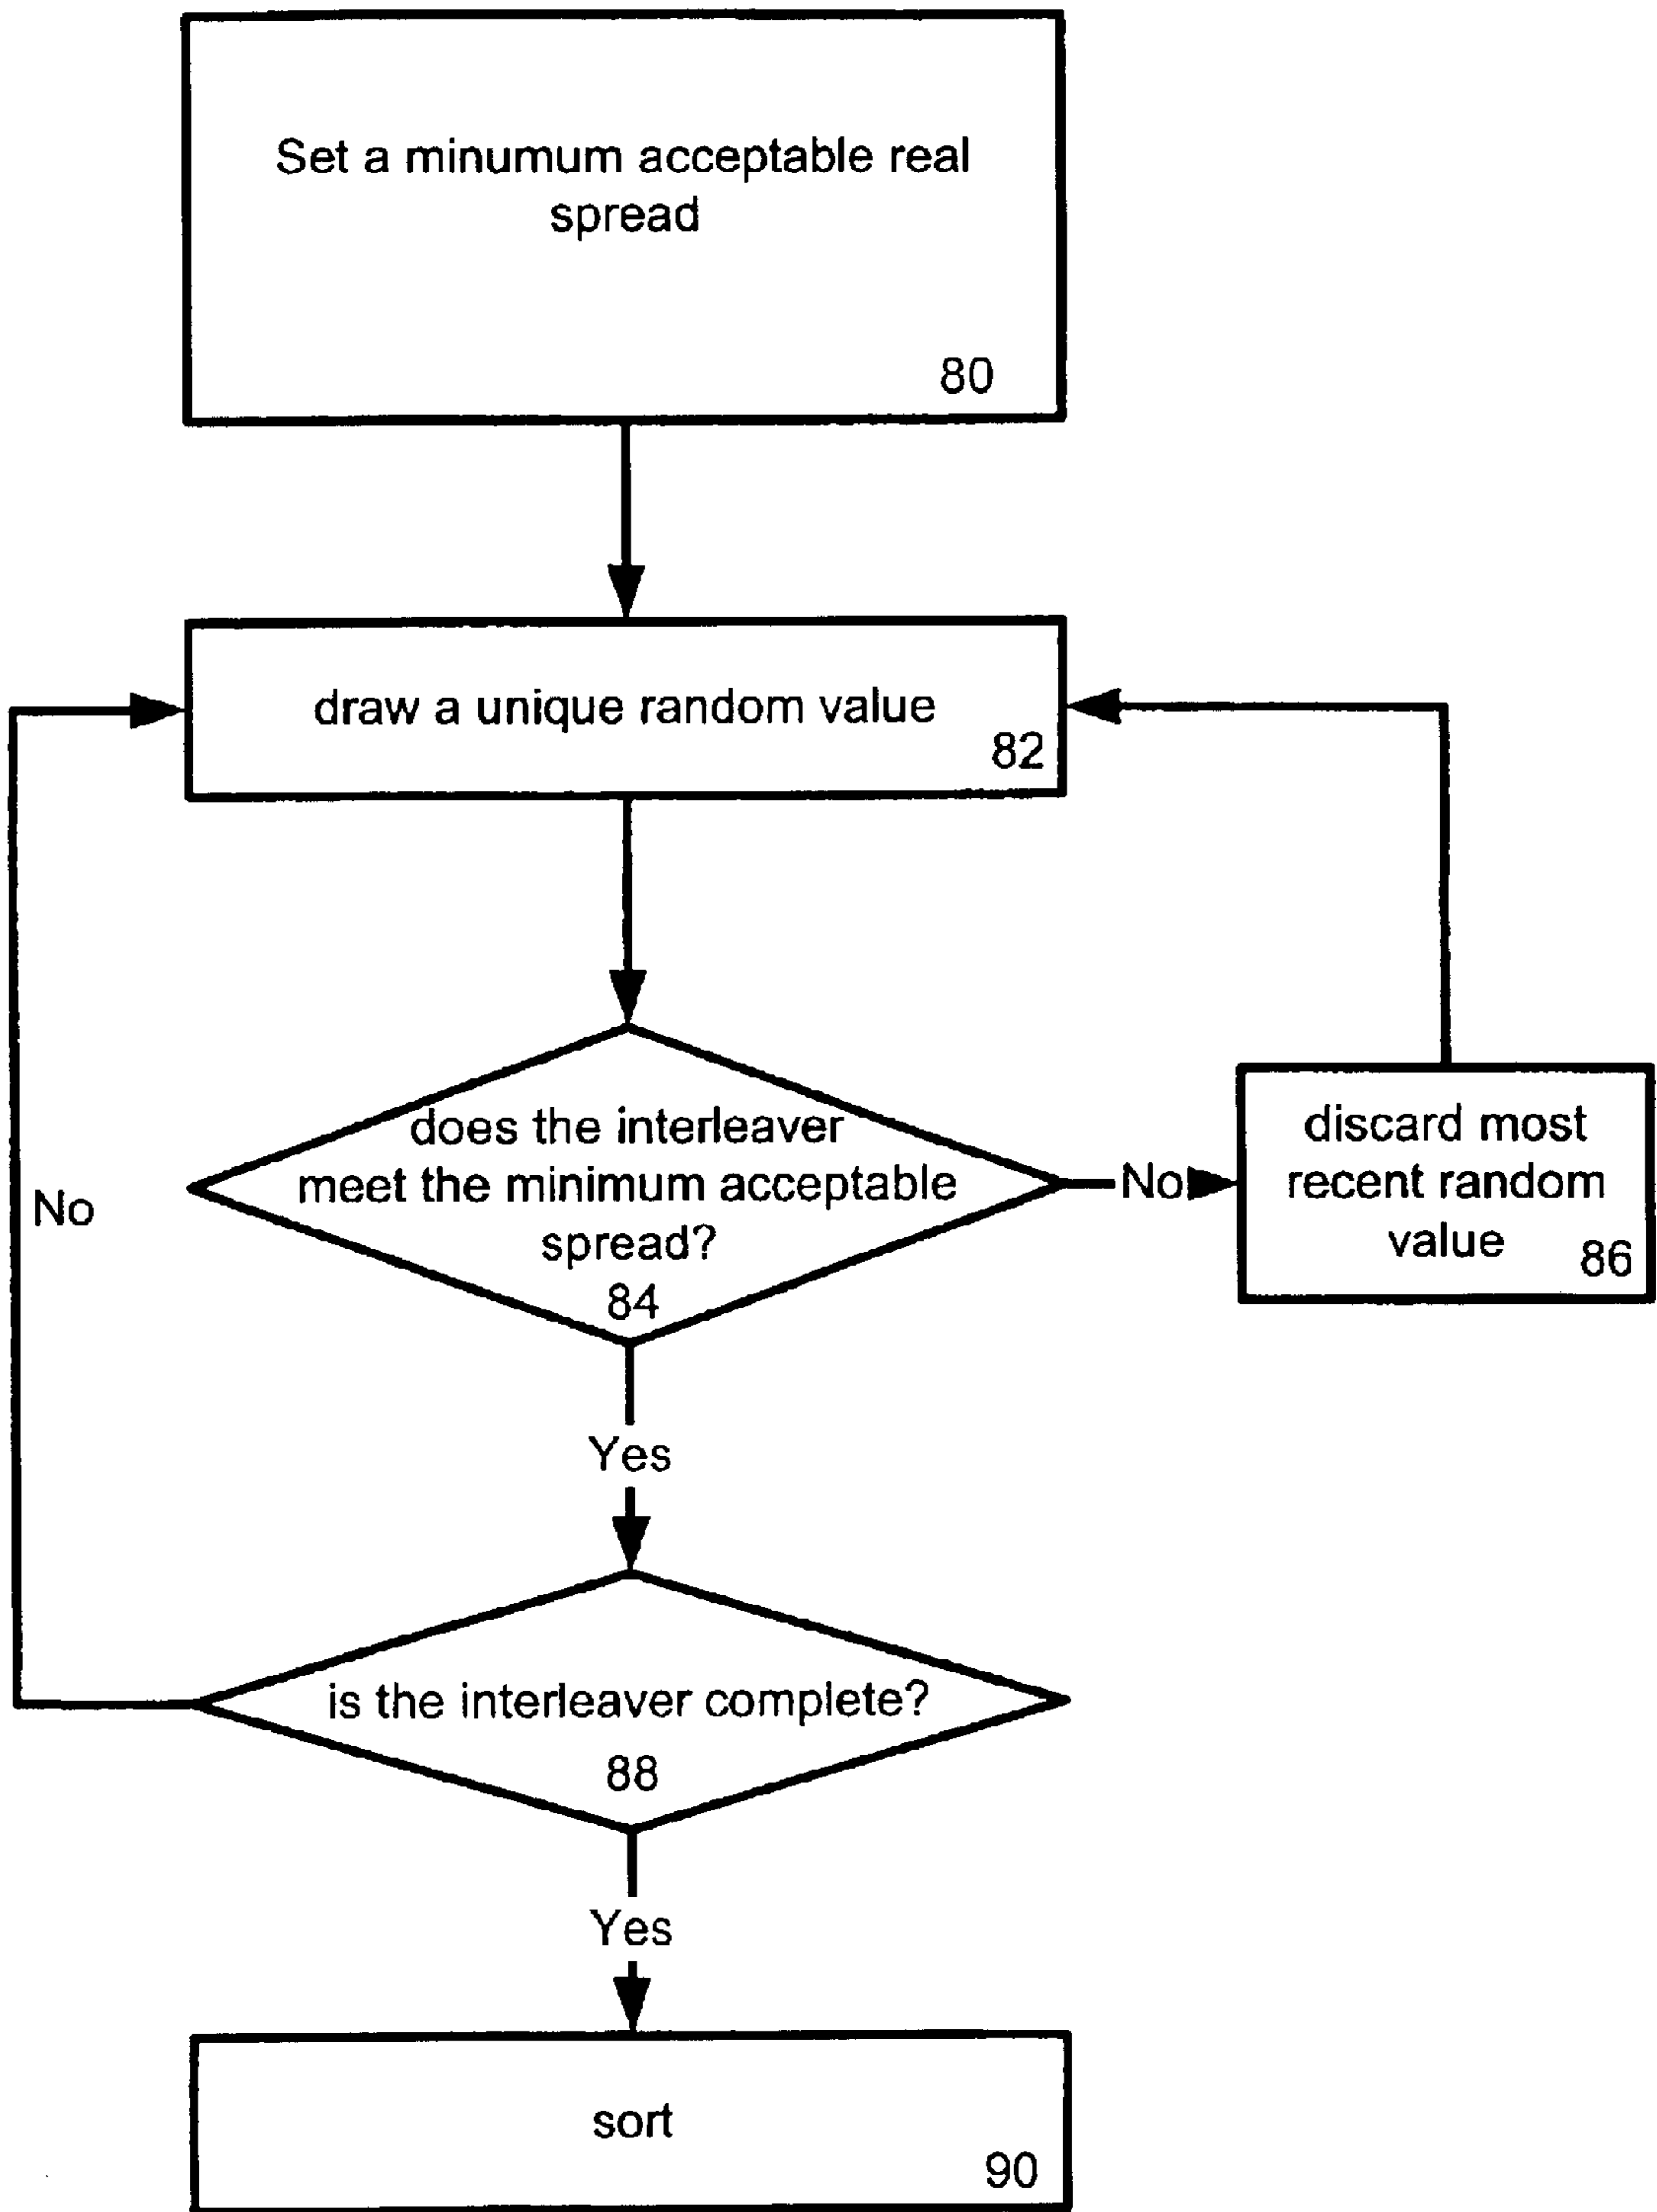 Set a minumum acceptable real
spread
80
draw a unique random value
82
does the interleaver
meet the minimum acceptable
spread?
84
No
discard most
recent random
value
86
No
Yes
is the interleaver complete?
88
Yes
sort
90